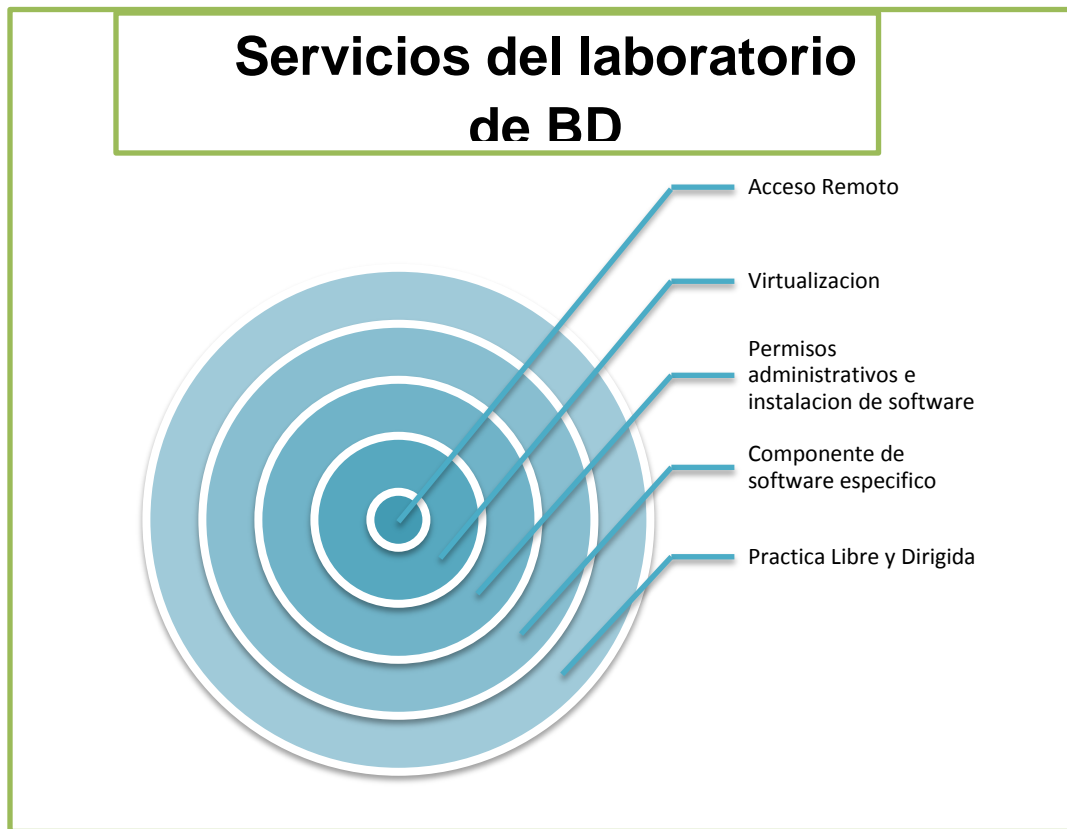 Servicios del laboratorio
de BD
Acceso Remoto
Virtualizacion
Permisos
administrativos e
instalacion de software
Componente de
software especifico
Practica Libre y Dirigida